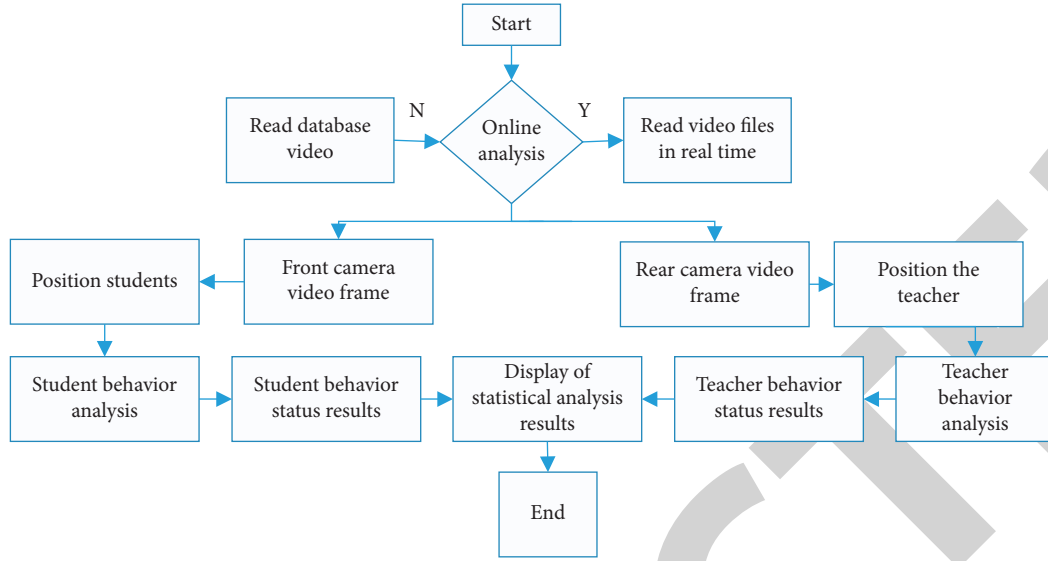 Start
N
Y
Read database
video
Online
analysis
Read video files
in real time
Position students
Front camera
video frame
Rear camera video
frame
Position the
teacher
Student behavior
analysis
Student behavior
status results
Display of
statistical analysis
results
Teacher behavior
status results
Teacher
behavior
analysis
End